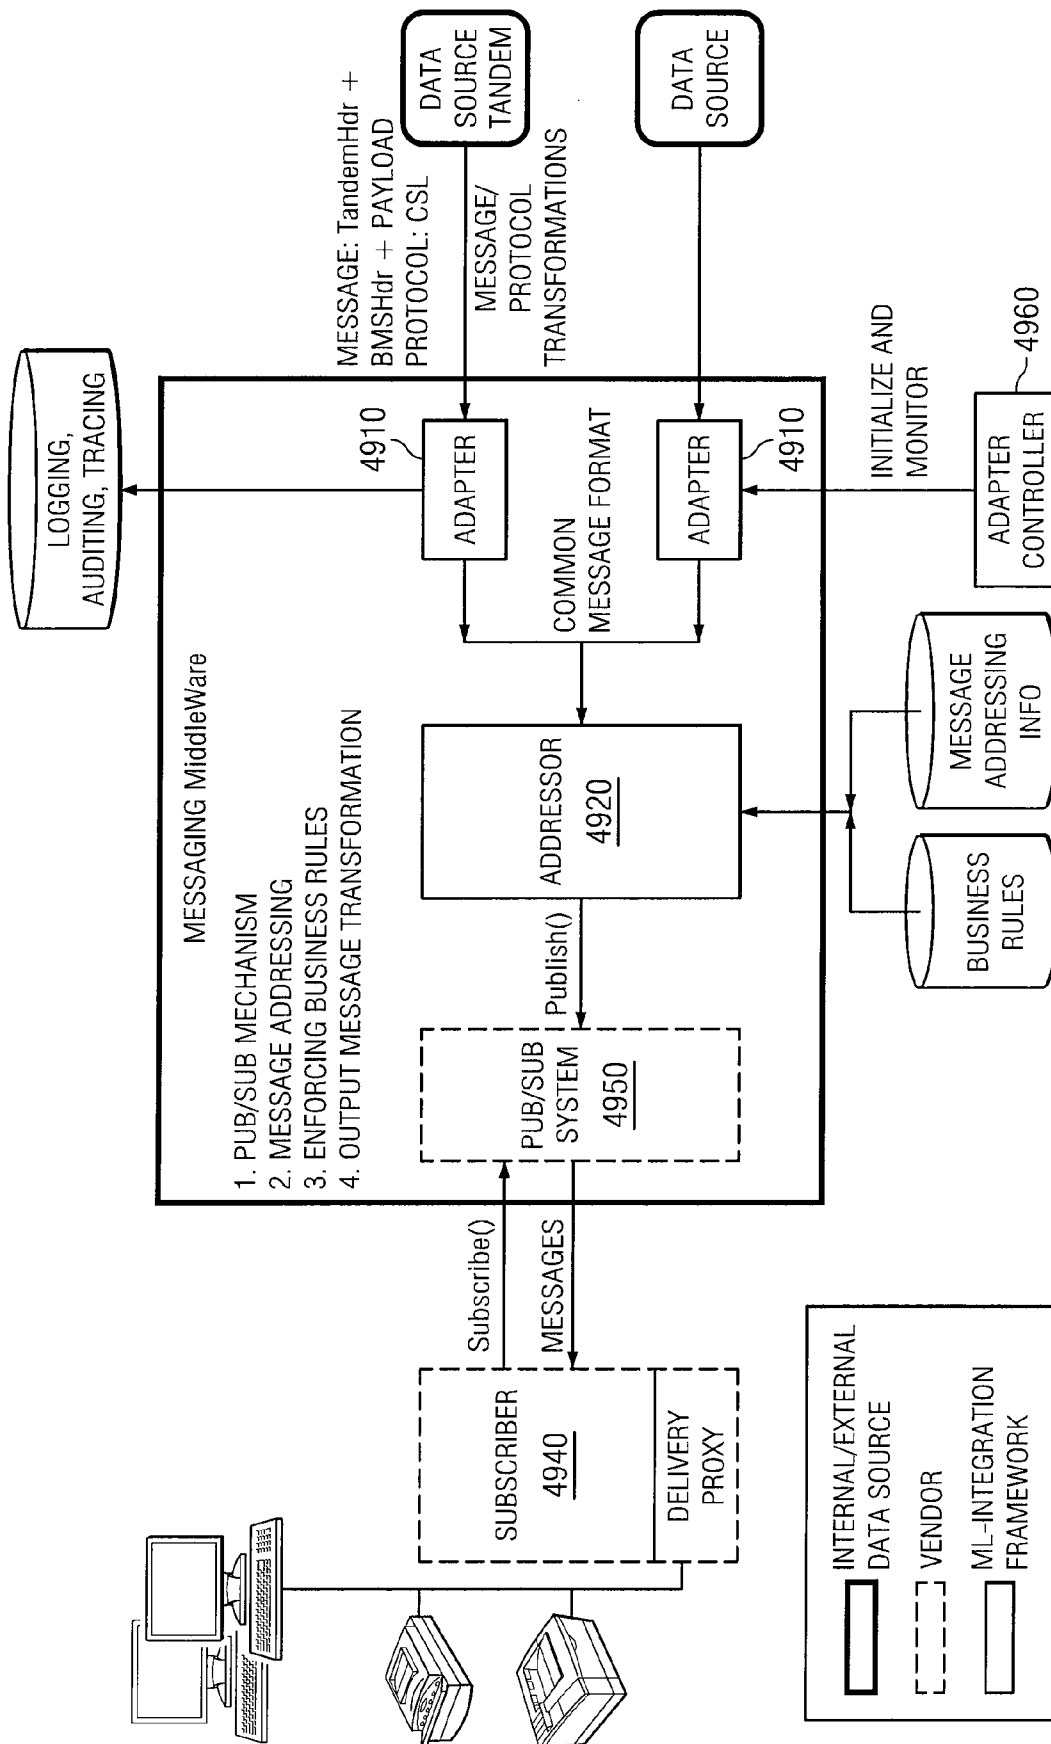 LOGGING,
AUDITING, TRACING
MESSAGE: TandemHdr +
BMSHdr + PAYLOAD
PROTOCOL: CSL
DATA
SOURCE
TANDEM
MESSAGE/
PROTOCOL
TRANSFORMATIONS
DATA
SOURCE
MESSAGING MiddleWare
1. PUB/SUB MECHANISM
2. MESSAGE ADDRESSING
3. ENFORCING BUSINESS RULES
4. OUTPUT MESSAGE TRANSFORMATION
4910
ADAPTER
COMMON
MESSAGE FORMAT
ADAPTER
4910
ADDRESSOR
4920
Publish()
PUB/SUB
SYSTEM
4950
Subscribe()
MESSAGES
SUBSCRIBER
4940
DELIVERY
PROXY
INITIALIZE AND
MONITOR
ADAPTER
CONTROLLER
4960
MESSAGE
ADDRESSING
INFO
BUSINESS
RULES
INTERNAL/EXTERNAL
DATA SOURCE
VENDOR
ML-INTEGRATION
FRAMEWORK